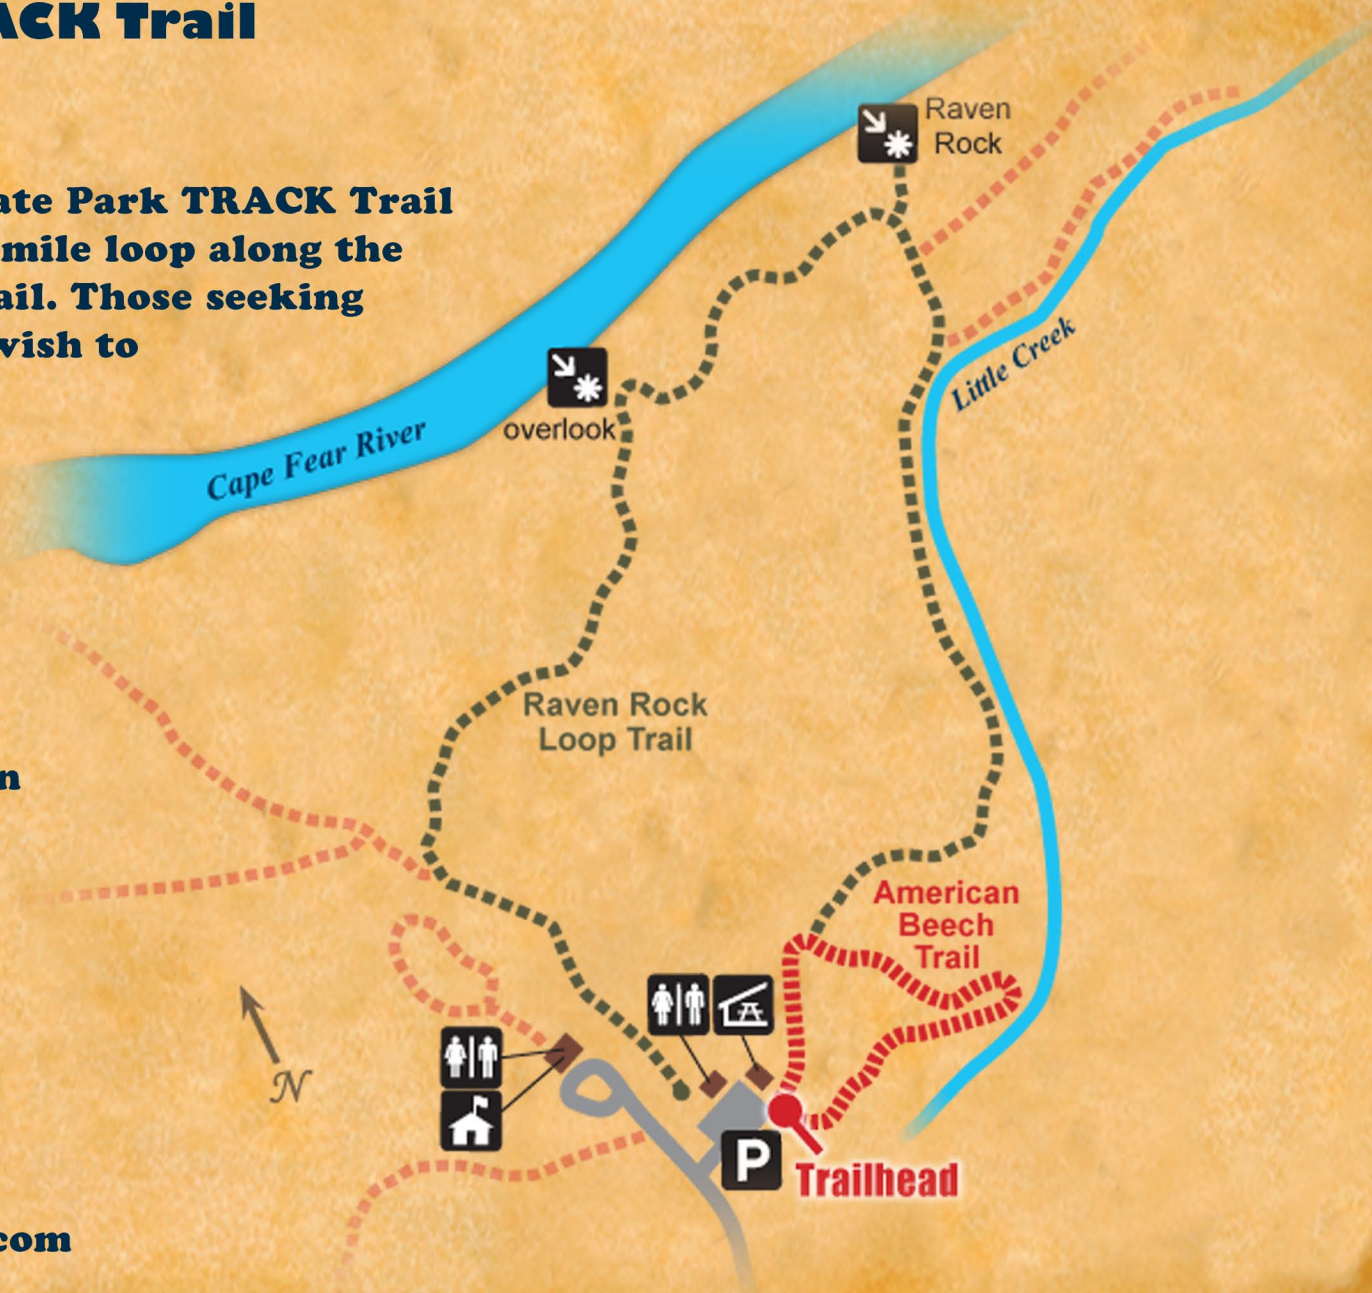 ACK Trail
ate Park TRACK Trail
mile loop along the
ail. Those seeking
wish to
n
com
Raven
Rock
overlook
Cape Fear River
Little Creek
Raven Rock
Loop Trail
American
Beech
Trail
N
P
Trailhead